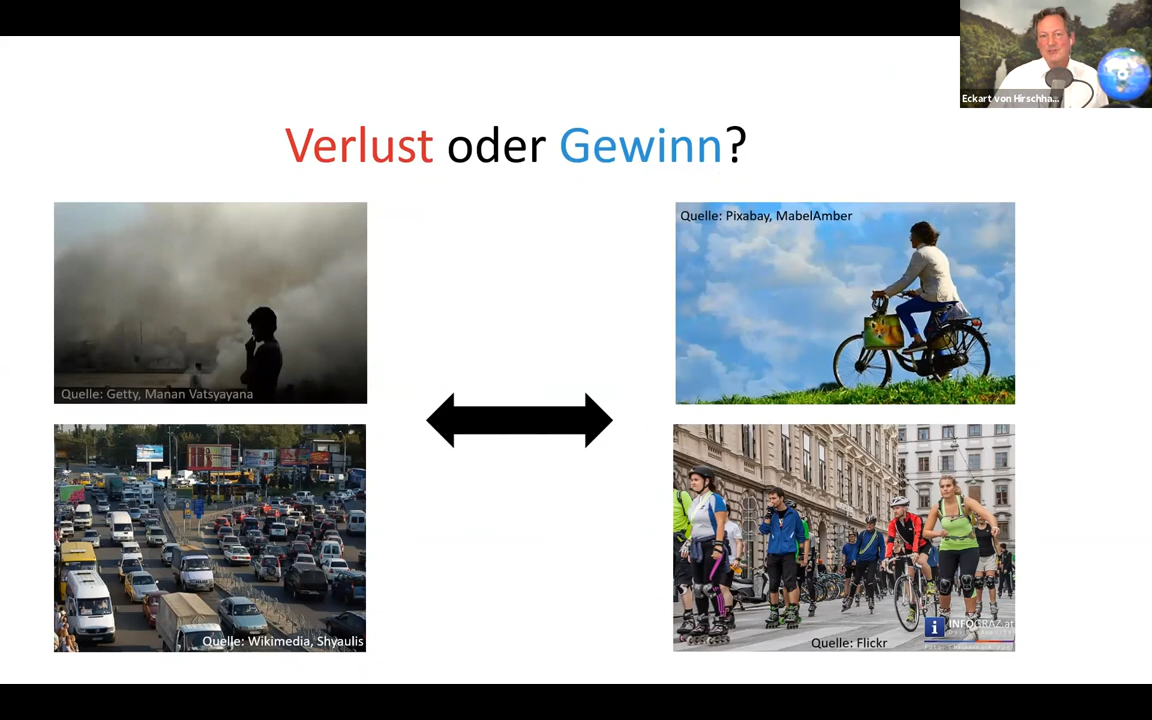 Eckart von Hirschha...
Verlust oder Gewinn?
Quelle: Pixabay, MabelAmber
Quelle: Getty, Manan Vatsyayana
Quelle: Wikimedia, Shyaulis
i INFOGRAZ.at
Quelle: Flickr